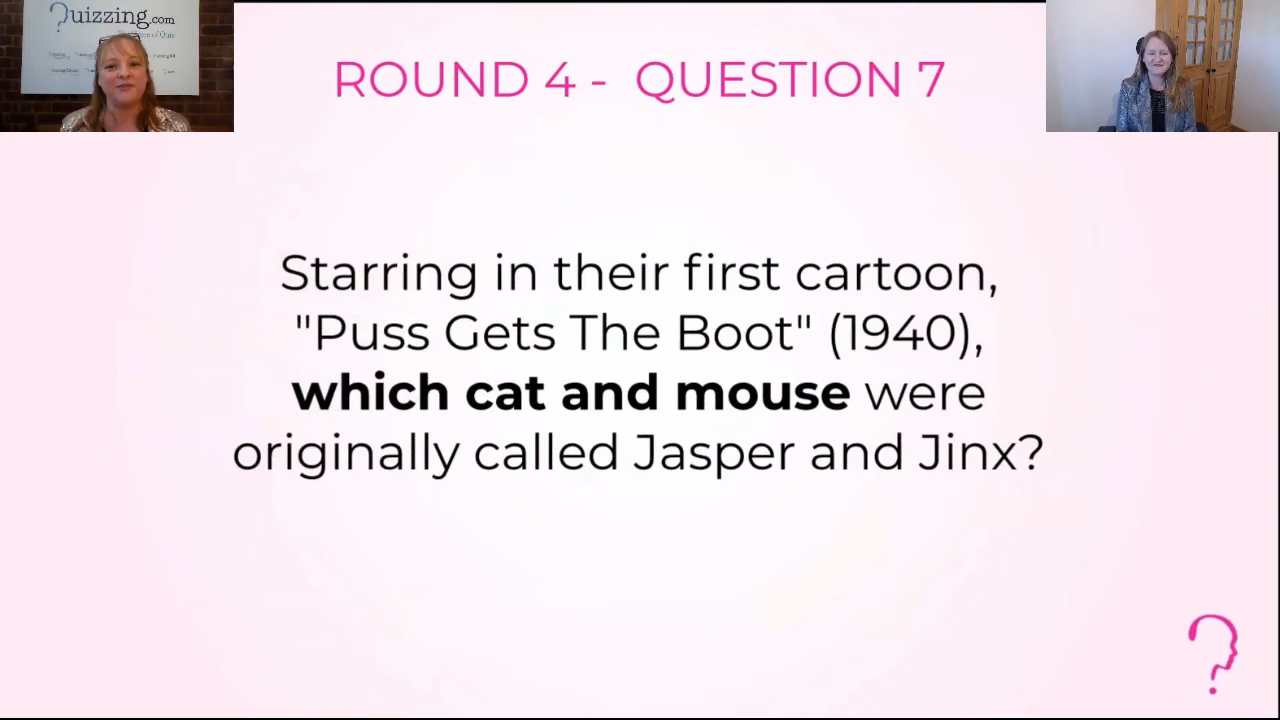 Quizzing.com
ROUND 4 - QUESTION 7
Starring in their first cartoon,
"Puss Gets The Boot" (1940),
which cat and mouse were
originally called Jasper and Jinx?